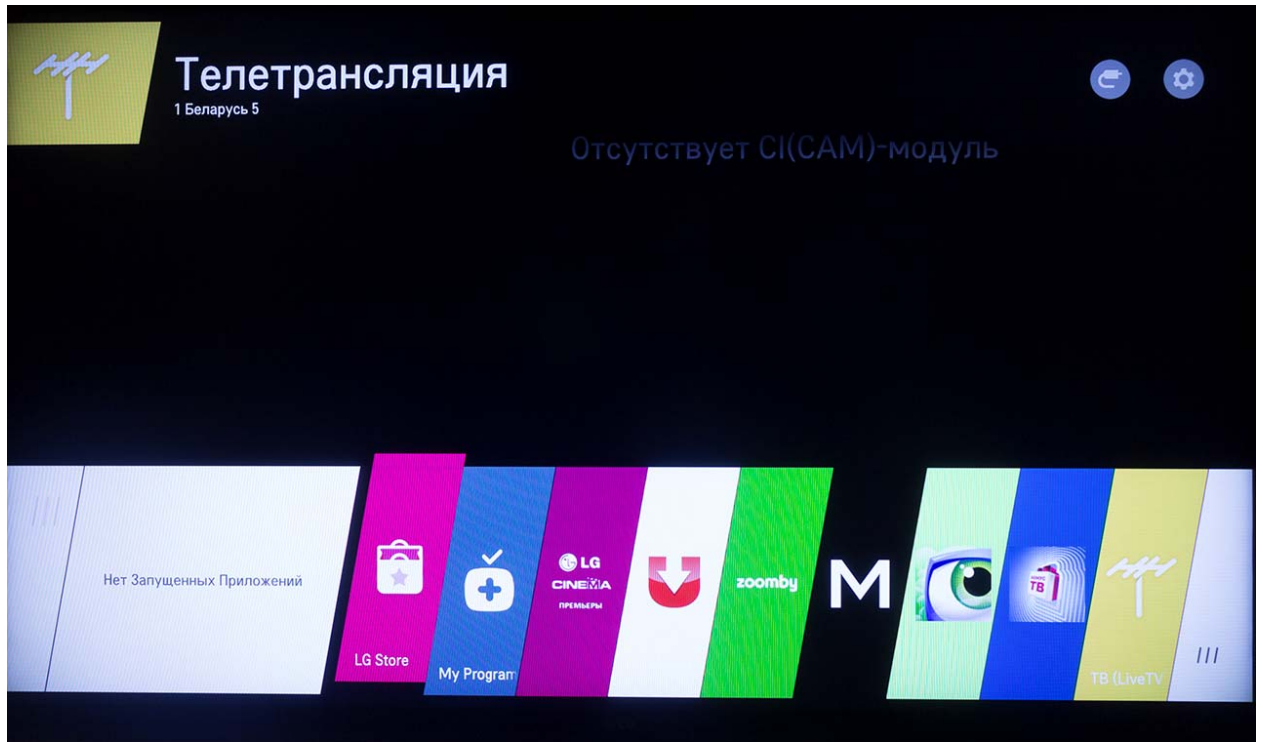 Телетрансляция
1 Беларусь 5
Отсутствует CI(CAM)-модуль
Нет Запущенных Приложений
LG Store
My Program
LG
CINEMA
ПРЕМЬЕРЫ
zoomby
M
ТВ
ТВ (LiveTV